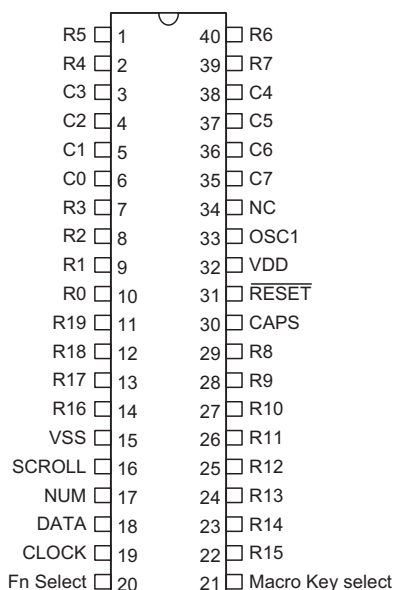 R5 1 40 R6
R4 2 39 R7
C3 3 38 C4
C2 4 37 C5
C1 5 36 C6
C0 6 35 C7
R3 7 34 NC
R2 8 33 OSC1
R1 9 32 VDD
R0 10 31 RESET
R19 11 30 CAPS
R18 12 29 R8
R17 13 28 R9
R16 14 27 R10
VSS 15 26 R11
SCROLL 16 25 R12
NUM 17 24 R13
DATA 18 23 R14
CLOCK 19 22 R15
Fn Select 20 21 Macro Key select